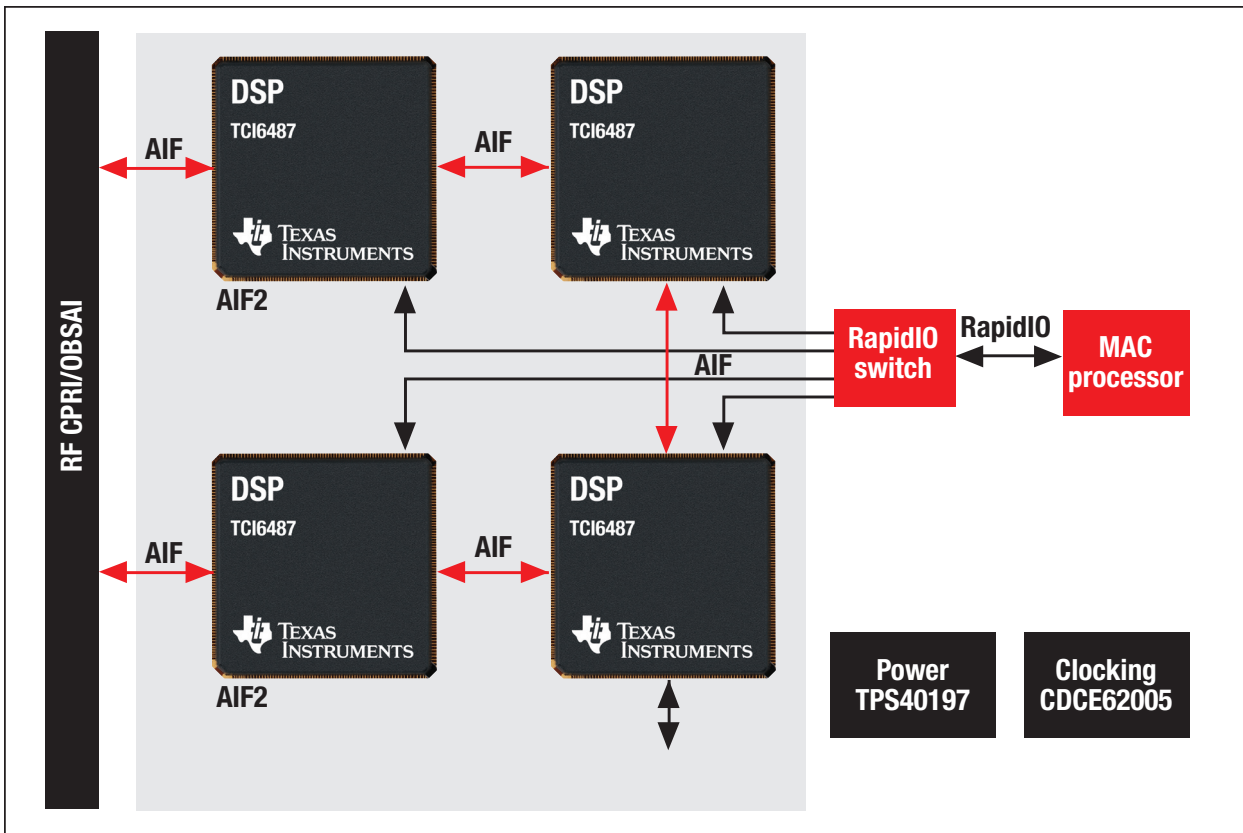 RF CPRI/OBSAI
DSP
TCI6487
TEXAS
INSTRUMENTS
AIF2
AIF
AIF
DSP
TCI6487
TEXAS
INSTRUMENTS
AIF
RapidIO
switch
RapidIO
MAC
processor
DSP
TCI6487
TEXAS
INSTRUMENTS
AIF2
AIF
AIF
DSP
TCI6487
TEXAS
INSTRUMENTS
Power
TPS40197
Clocking
CDCE62005